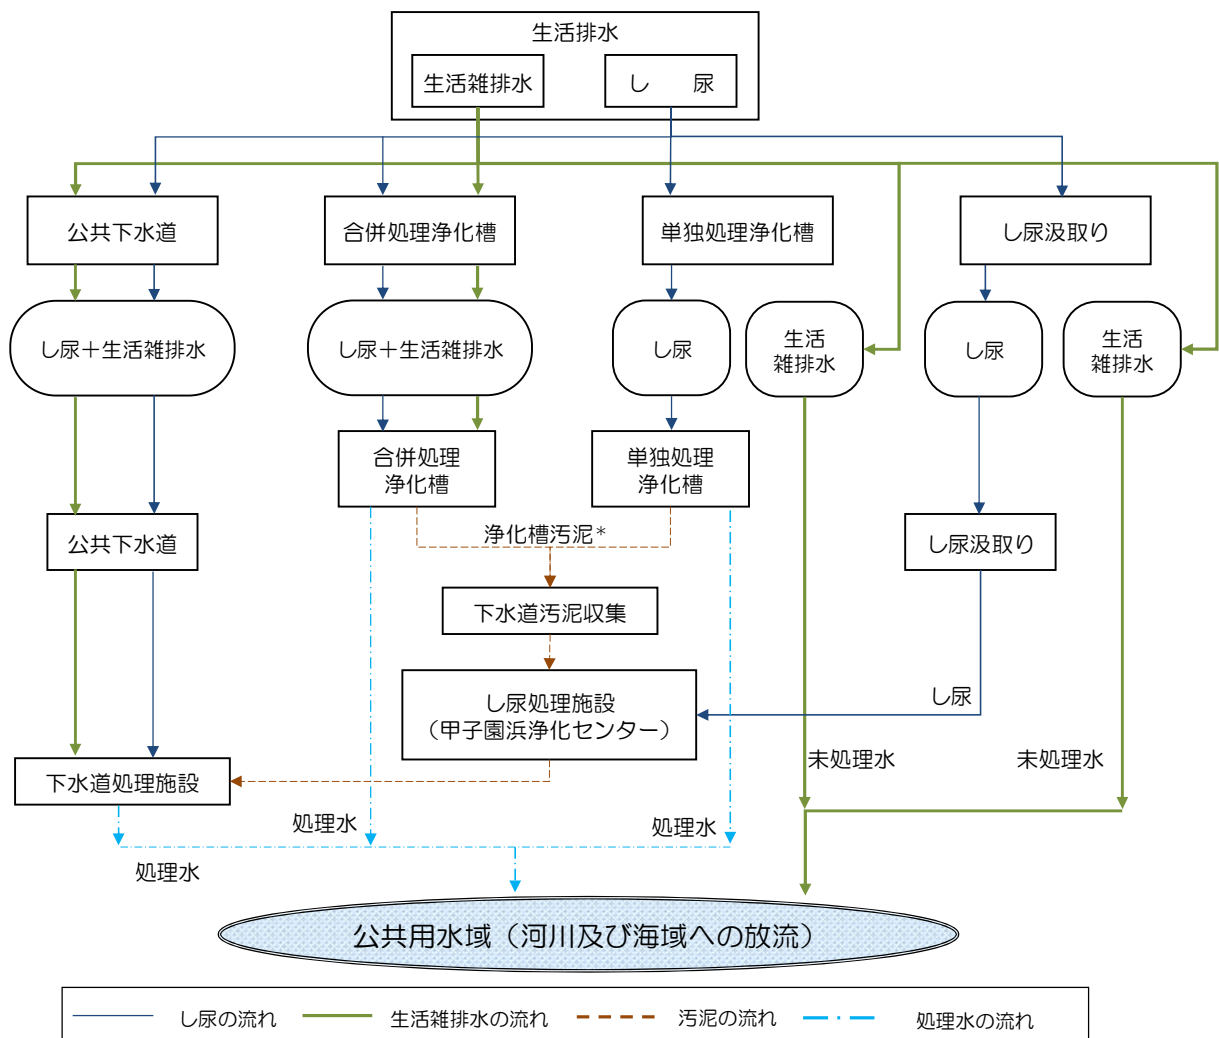 生活排水
生活雑排水
し　　尿
公共下水道
合併処理浄化槽
単独処理浄化槽
し尿汲取り
し尿＋生活雑排水
し尿＋生活雑排水
し尿
生活
雑排水
し尿
生活
雑排水
合併処理
浄化槽
単独処理
浄化槽
公共下水道
浄化槽汚泥*
し尿汲取り
下水道汚泥収集
し尿処理施設
（甲子園浜浄化センター）
し尿
未処理水
未処理水
下水道処理施設
処理水
処理水
処理水
公共用水域（河川及び海域への放流）
し尿の流れ
生活雑排水の流れ
汚泥の流れ
処理水の流れ